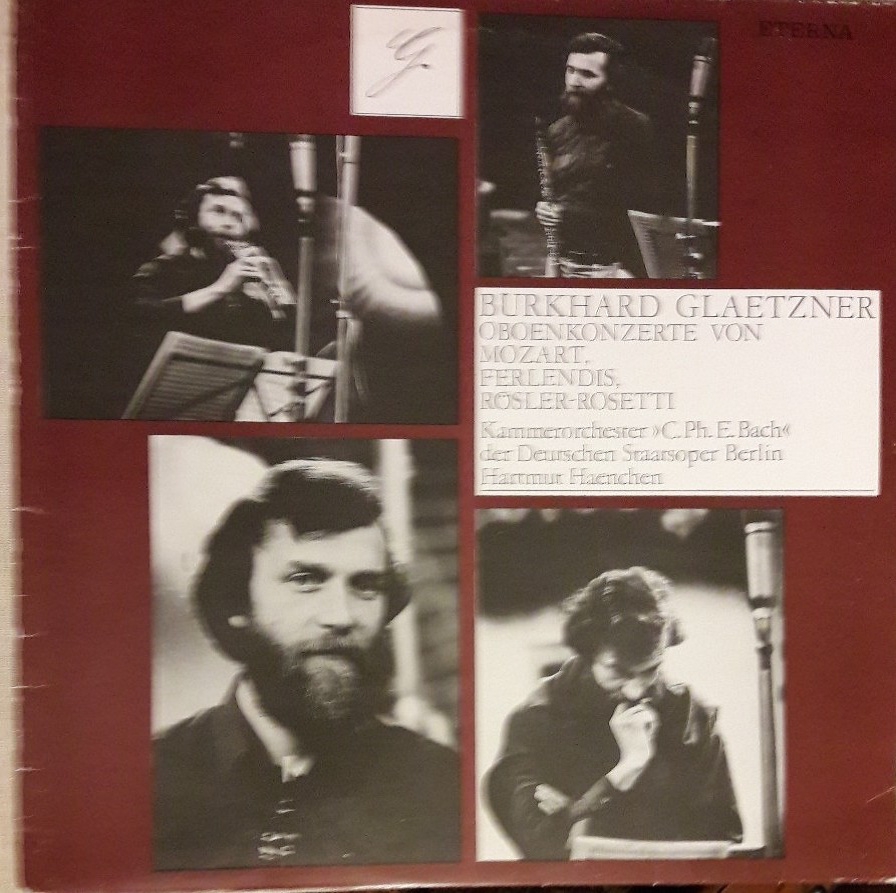 ETERNA
G.
BURKHARD GLAETZNER
OBOENKONZERTE VON
MOZART,
FERLENDIS,
RÖSLER-ROSETTI
Kammerorchester »C.Ph.E.Bach«
der Deutschen Staatsoper Berlin
Hartmut Haenchen